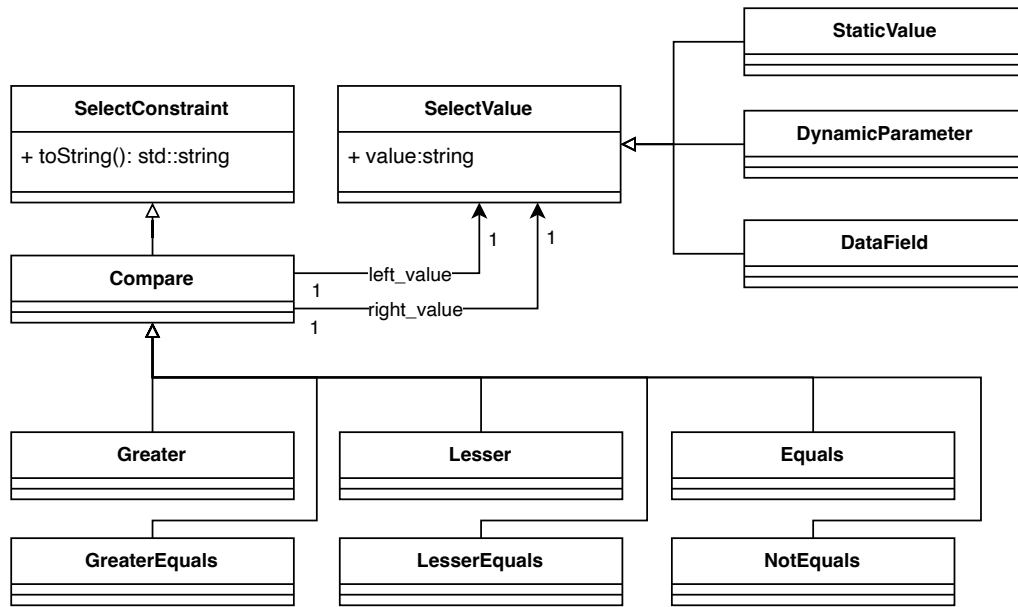 StaticValue
SelectConstraint
+ toString(): std::string
SelectValue
+ value:string
DynamicParameter
DataField
Compare
left_value
1
1
right_value
1
1
Greater
Lesser
Equals
GreaterEquals
LesserEquals
NotEquals